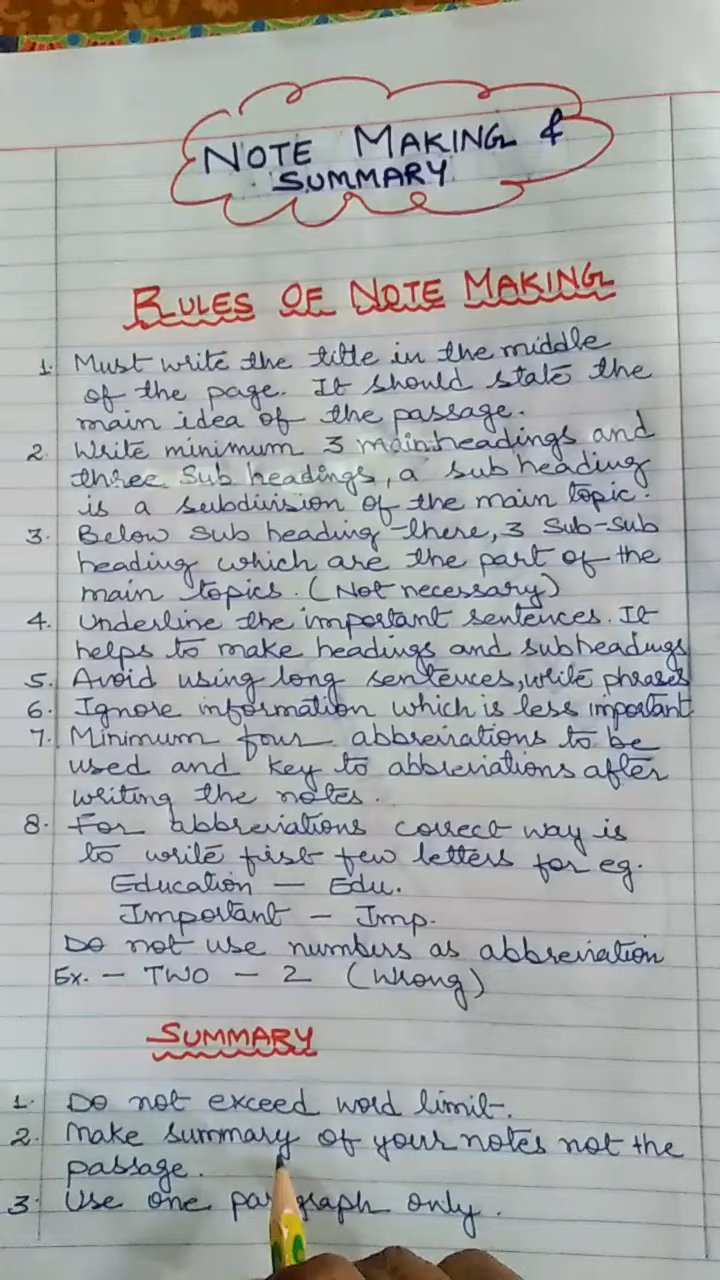 NOTE MAKING &
SUMMARY
RULES OF NOTE MAKING
1. Must write the title in the middle
of the page. It should state the
main idea of the passage.
2. Write minimum 3 main headings and
three Sub headings, a sub heading
is a subdivision of the main topic.
3. Below sub heading there, 3 Sub-sub
heading which are the part of the
main topics. (Not necessary)
4. Underline the important sentences. It
helps to make headings and subheadings
5. Avoid using long sentences, write phrases
6. Ignore information which is less important
7. Minimum four abbreviations to be
used and key to abbreviations after
writing the notes.
8. For abbreviations correct way is
to write first few letters for eg.
Education — Edu.
Important — Imp.
Do not use numbers as abbreviation
Ex. — TWO — 2 (Wrong)
SUMMARY
1. Do not exceed word limit.
2. Make summary of your notes not the
passage.
3. Use one paragraph only.